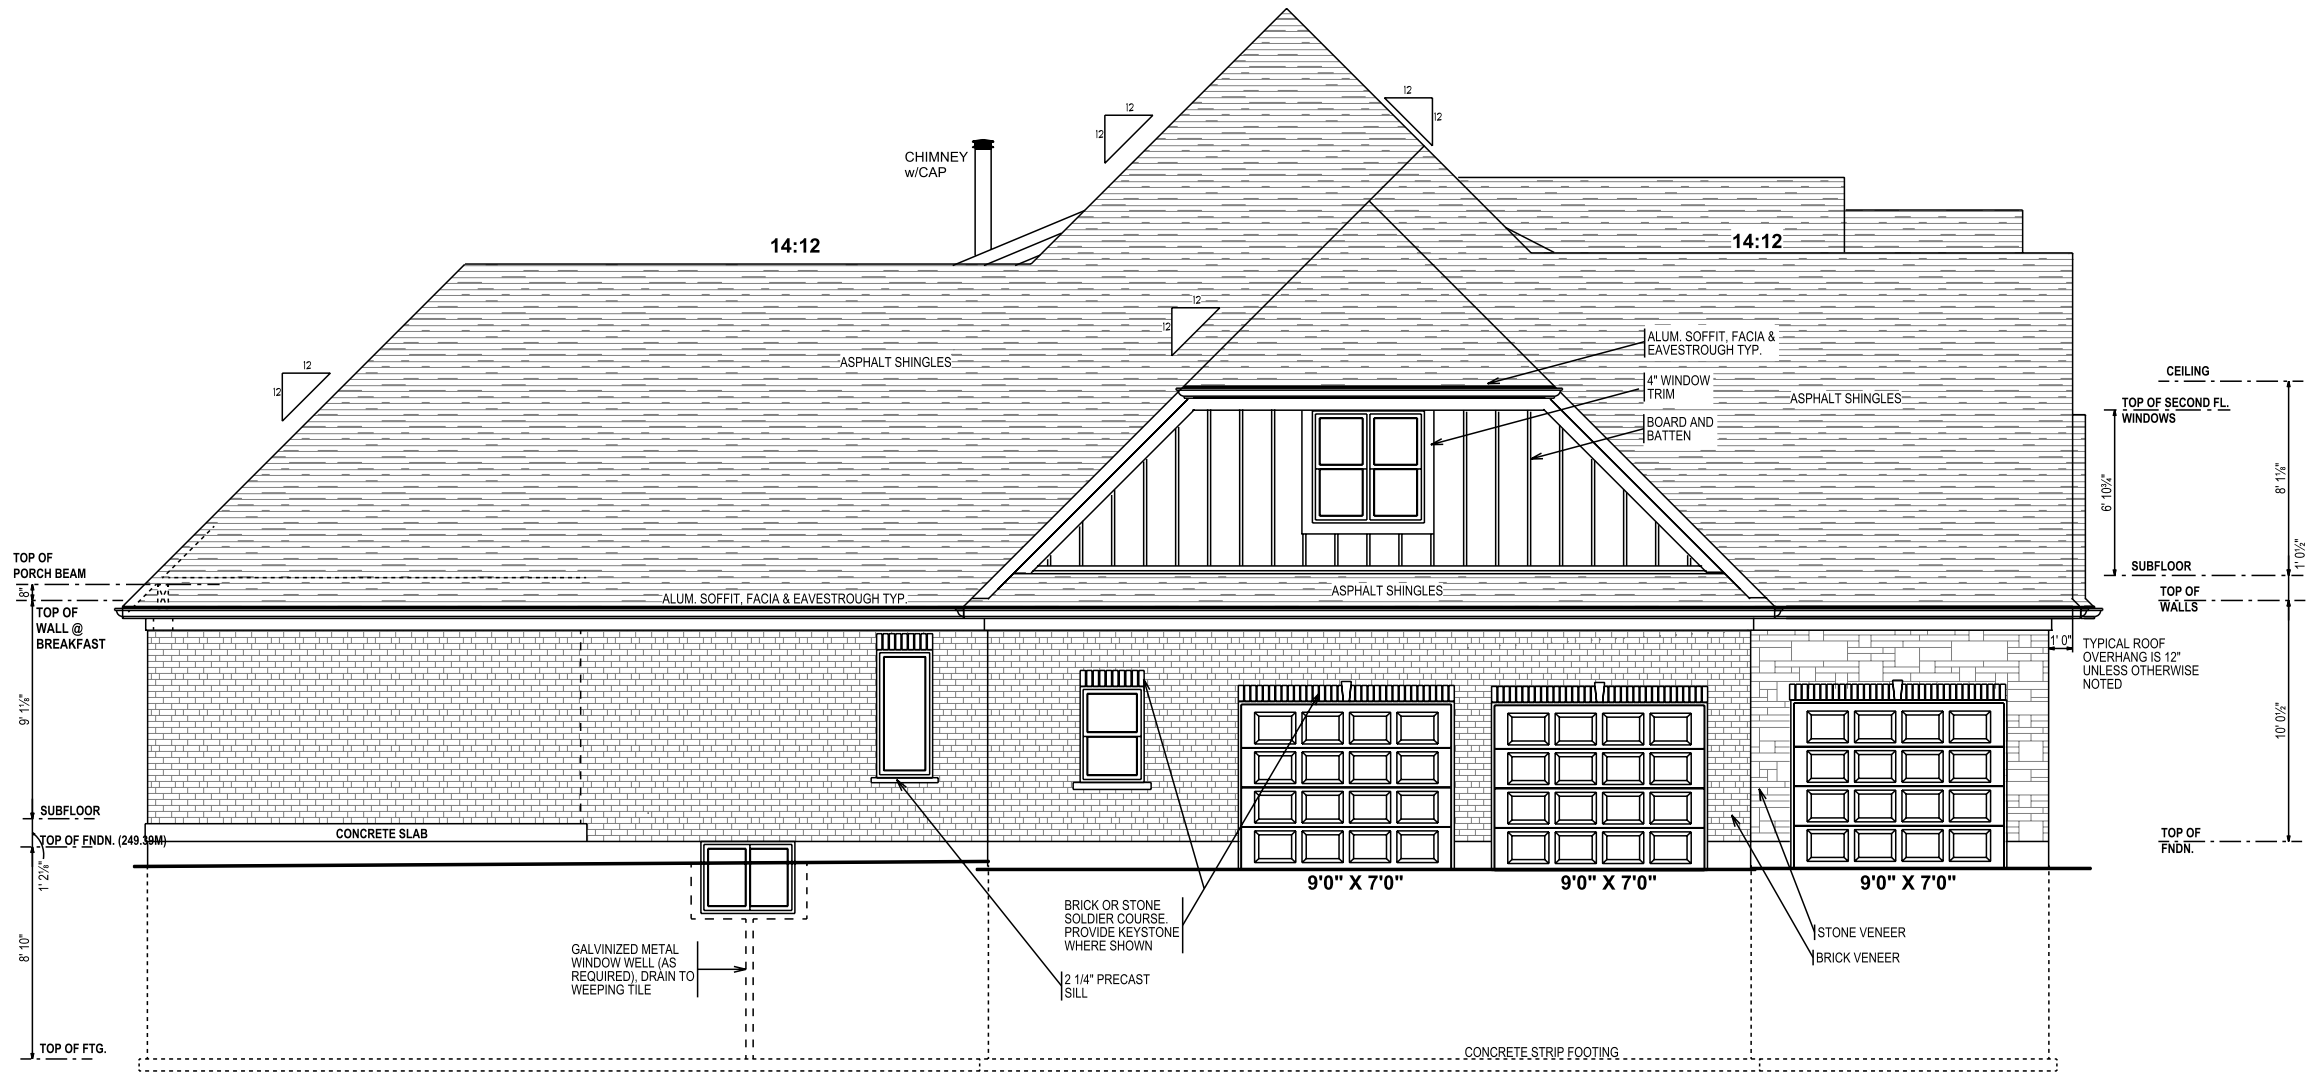 12
12
12
12
CHIMNEY
w/CAP
14:12
14:12
12
12
ALUM. SOFFIT, FACIA &
EAVESTROUGH TYP.
ASPHALT SHINGLES
12
12
4" WINDOW
TRIM
ASPHALT SHINGLES
BOARD AND
BATTEN
CEILING
TOP OF SECOND FL.
WINDOWS
8' 1⅛"
6' 10¾"
1' 0½"
SUBFLOOR
TOP OF
WALLS
TOP OF
PORCH BEAM
8"
TOP OF
WALL @
BREAKFAST
ALUM. SOFFIT, FACIA & EAVESTROUGH TYP.
ASPHALT SHINGLES
1' 0"
TYPICAL ROOF
OVERHANG IS 12"
UNLESS OTHERWISE
NOTED
9' 1⅛"
10' 0½"
SUBFLOOR
CONCRETE SLAB
TOP OF FNDN. (249.39M)
TOP OF
FNDN.
1' 2⅛"
9'0" X 7'0"
9'0" X 7'0"
9'0" X 7'0"
BRICK OR STONE
SOLDIER COURSE.
PROVIDE KEYSTONE
WHERE SHOWN
STONE VENEER
BRICK VENEER
8' 10"
GALVINIZED METAL
WINDOW WELL (AS
REQUIRED), DRAIN TO
WEEPING TILE
2 1/4" PRECAST
SILL
TOP OF FTG.
CONCRETE STRIP FOOTING